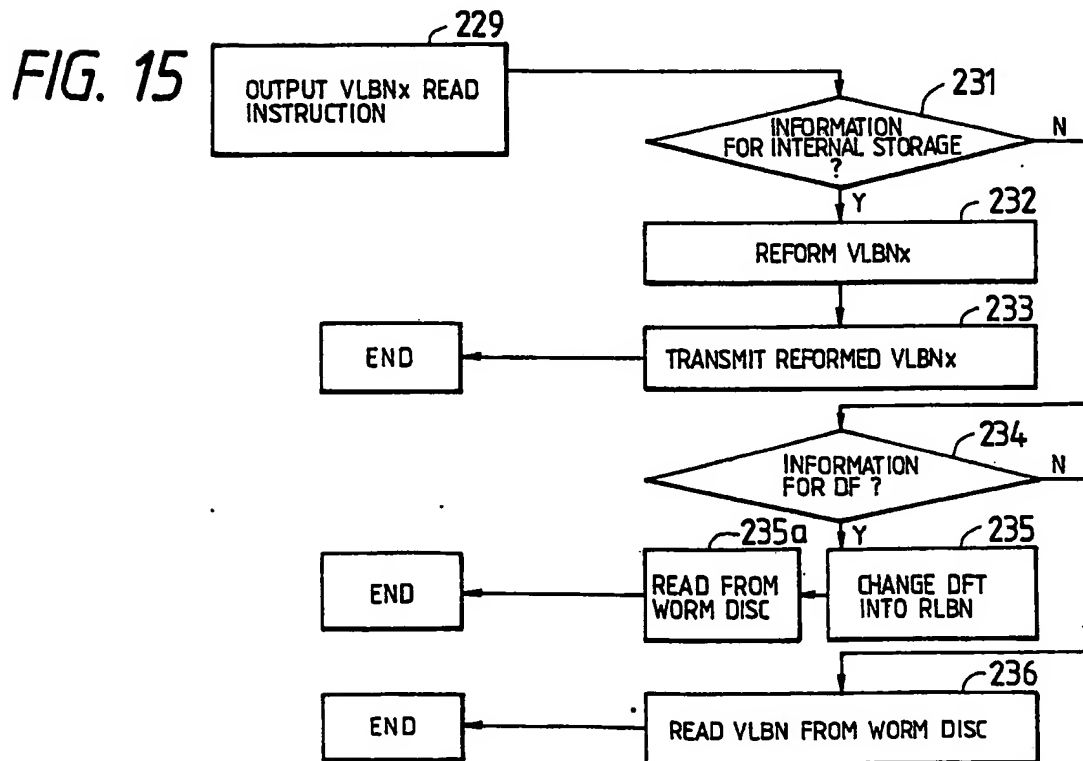 FIG. 15
229
OUTPUT VLBNx READ
INSTRUCTION
231
INFORMATION
FOR INTERNAL STORAGE
?
N
Y
232
REFORM VLBNx
233
TRANSMIT REFORMED VLBNx
END
234
INFORMATION
FOR DF ?
N
Y
235a
235
READ FROM
WORM DISC
CHANGE DFT
INTO RLBN
END
236
READ VLBN FROM WORM DISC
END